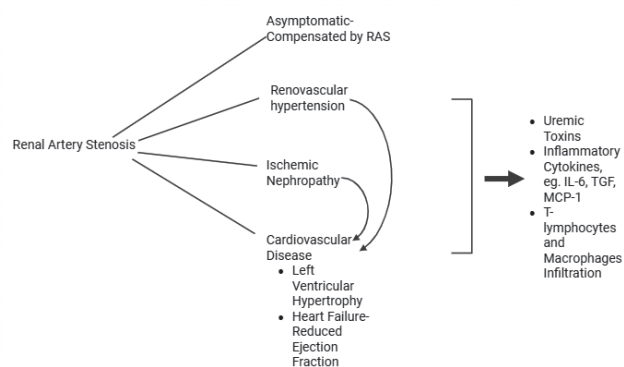 Asymptomatic-
Compensated by RAS
Renovascular
hypertension
Renal Artery Stenosis
Ischemic
Nephropathy
Cardiovascular
Disease
• Left
Ventricular
Hypertrophy
• Heart Failure-
Reduced
Ejection
Fraction
• Uremic
Toxins
• Inflammatory
Cytokines,
eg. IL-6, TGF,
MCP-1
• T-
lymphocytes
and
Macrophages
Infiltration